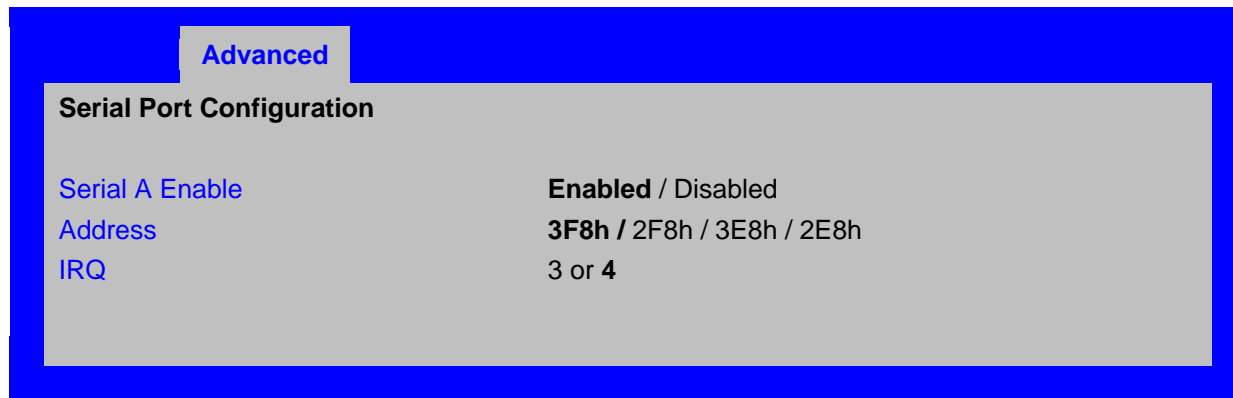 Advanced
Serial Port Configuration
Serial A Enable Enabled / Disabled
Address 3F8h / 2F8h / 3E8h / 2E8h
IRQ 3 or 4